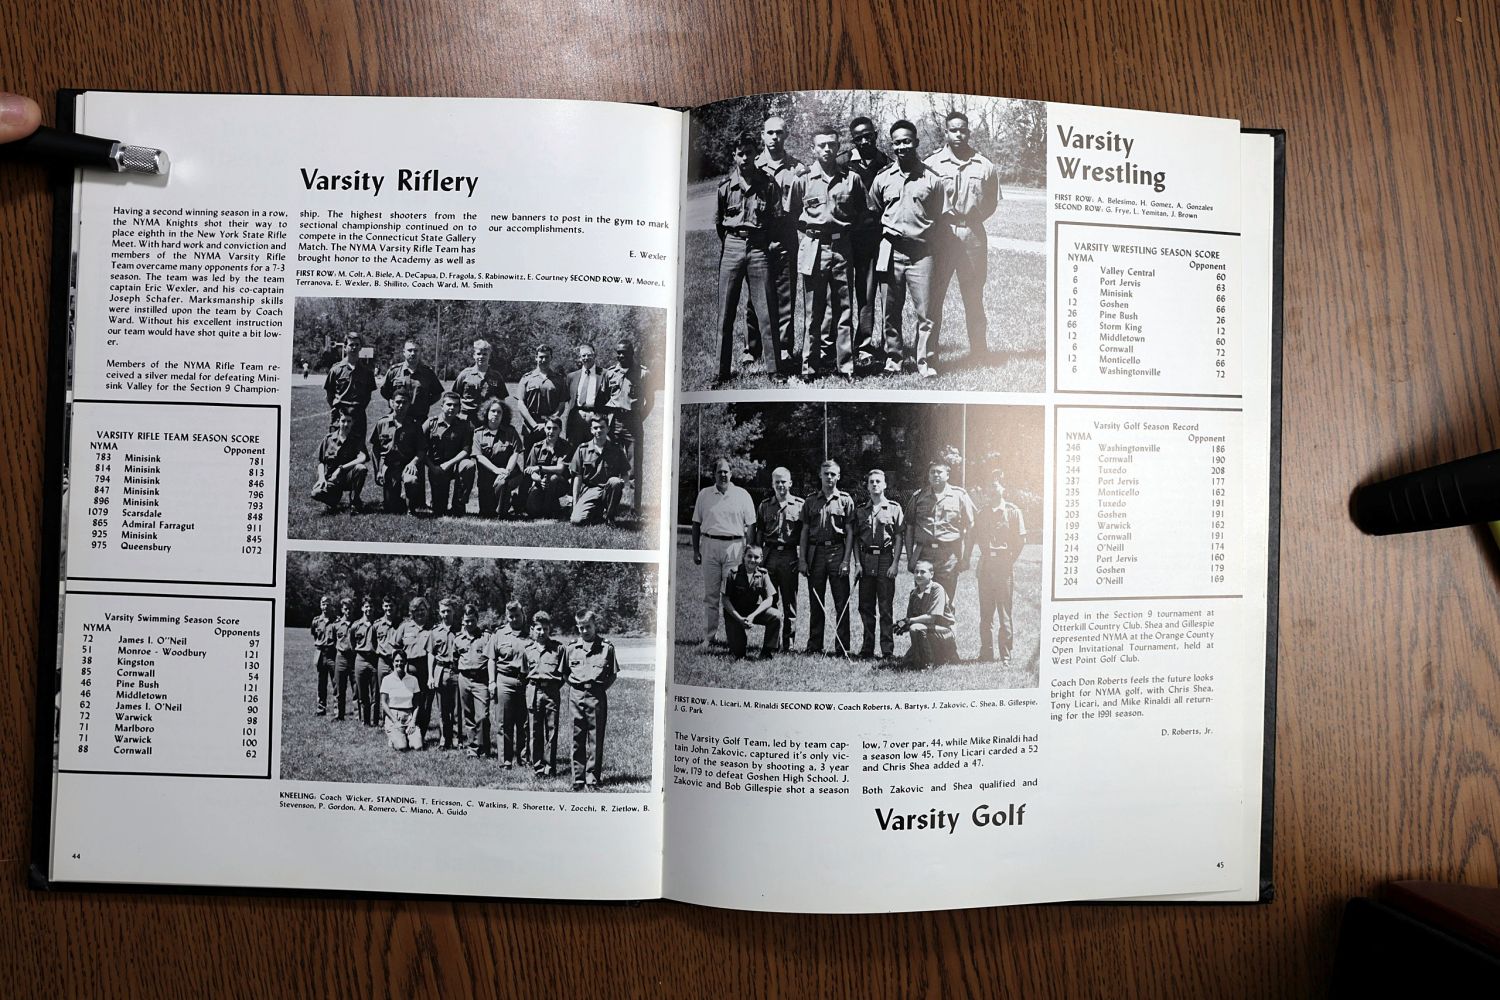 Varsity Riflery
Having a second winning season in a row,
the NYMA Knights shot their way to
place eighth in the New York State Rifle
Meet. With hard work and conviction and
members of the NYMA Varsity Rifle
Team overcame many opponents for a 7-3
season. The team was led by the team
captain Eric Wexler, and his co-captain
Joseph Schafer. Marksmanship skills
were instilled upon the team by Coach
Ward. Without his excellent instruction
our team would have shot quite a bit low-
er.
Members of the NYMA Rifle Team re-
ceived a silver medal for defeating Mini-
sink Valley for the Section 9 Champion-
ship. The highest shooters from the
sectional championship continued on to
compete in the Connecticut State Gallery
Match. The NYMA Varsity Rifle Team has
brought honor to the Academy as well as
new banners to post in the gym to mark
our accomplishments.
E. Wexler
FIRST ROW: M. Colt, A. Biele, A. DeCapua, D. Fragola, S. Rabinowitz, E. Courtney SECOND ROW: W. Moore, I.
Terranova, E. Wexler, B. Shillito, Coach Ward, M. Smith
VARSITY RIFLE TEAM SEASON SCORE
NYMA Opponent
783 Minisink 781
814 Minisink 813
794 Minisink 846
847 Minisink 796
896 Minisink 793
1079 Scarsdale 848
865 Admiral Farragut 911
925 Minisink 845
975 Queensbury 1072
Varsity Swimming Season Score
NYMA Opponents
72 James I. O''Neil 97
51 Monroe - Woodbury 121
38 Kingston 130
85 Cornwall 54
46 Pine Bush 121
46 Middletown 126
62 James I. O'Neil 90
72 Warwick 98
71 Marlboro 101
71 Warwick 100
88 Cornwall 62
KNEELING: Coach Wicker, STANDING: T. Ericsson, C. Watkins, R. Shorette, V. Zocchi, R. Zietlow, B.
Stevenson, P. Gordon, A. Romero, C. Miano, A. Guido
44
Varsity
Wrestling
FIRST ROW: A. Belesimo, H. Gomez, A. Gonzales
SECOND ROW: G. Frye, L. Yemitan, J. Brown
VARSITY WRESTLING SEASON SCORE
NYMA Opponent
9 Valley Central 60
6 Port Jervis 63
6 Minisink 66
12 Goshen 66
26 Pine Bush 26
66 Storm King 12
12 Middletown 60
6 Cornwall 72
12 Monticello 66
6 Washingtonville 72
Varsity Golf Season Record
NYMA Opponent
246 Washingtonville 186
249 Cornwall 190
244 Tuxedo 208
237 Port Jervis 177
235 Monticello 162
235 Tuxedo 191
203 Goshen 191
199 Warwick 162
243 Cornwall 191
214 O'Neill 174
229 Port Jervis 160
213 Goshen 179
204 O'Neill 169
FIRST ROW: A. Licari, M. Rinaldi SECOND ROW: Coach Roberts, A. Bartys, J. Zakovic, C. Shea, B. Gillespie,
J. G. Park
The Varsity Golf Team, led by team cap-
tain John Zakovic, captured it's only vic-
tory of the season by shooting a, 3 year
low, 179 to defeat Goshen High School. J.
Zakovic and Bob Gillespie shot a season
low, 7 over par, 44, while Mike Rinaldi had
a season low 45, Tony Licari carded a 52
and Chris Shea added a 47.
Both Zakovic and Shea qualified and
played in the Section 9 tournament at
Otterkill Country Club. Shea and Gillespie
represented NYMA at the Orange County
Open Invitational Tournament, held at
West Point Golf Club.
Coach Don Roberts feels the future looks
bright for NYMA golf, with Chris Shea,
Tony Licari, and Mike Rinaldi all return-
ing for the 1991 season.
D. Roberts, Jr.
Varsity Golf
45